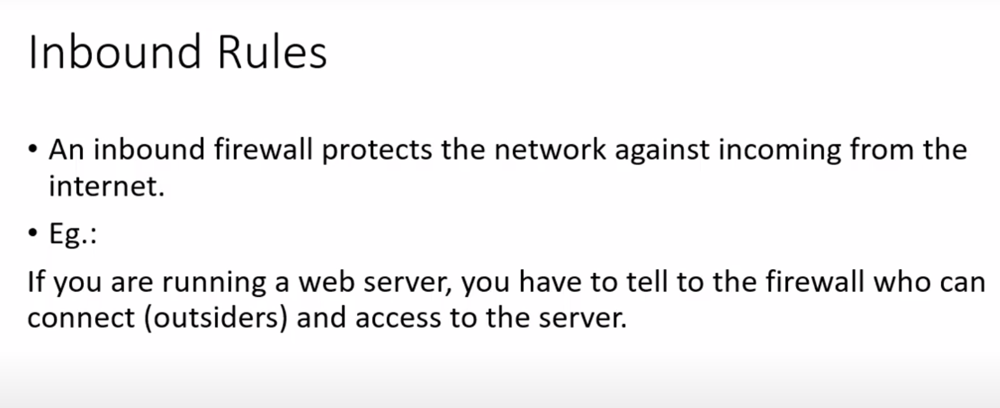 Inbound Rules
• An inbound firewall protects the network against incoming from the
internet.
• Eg.:
If you are running a web server, you have to tell to the firewall who can
connect (outsiders) and access to the server.